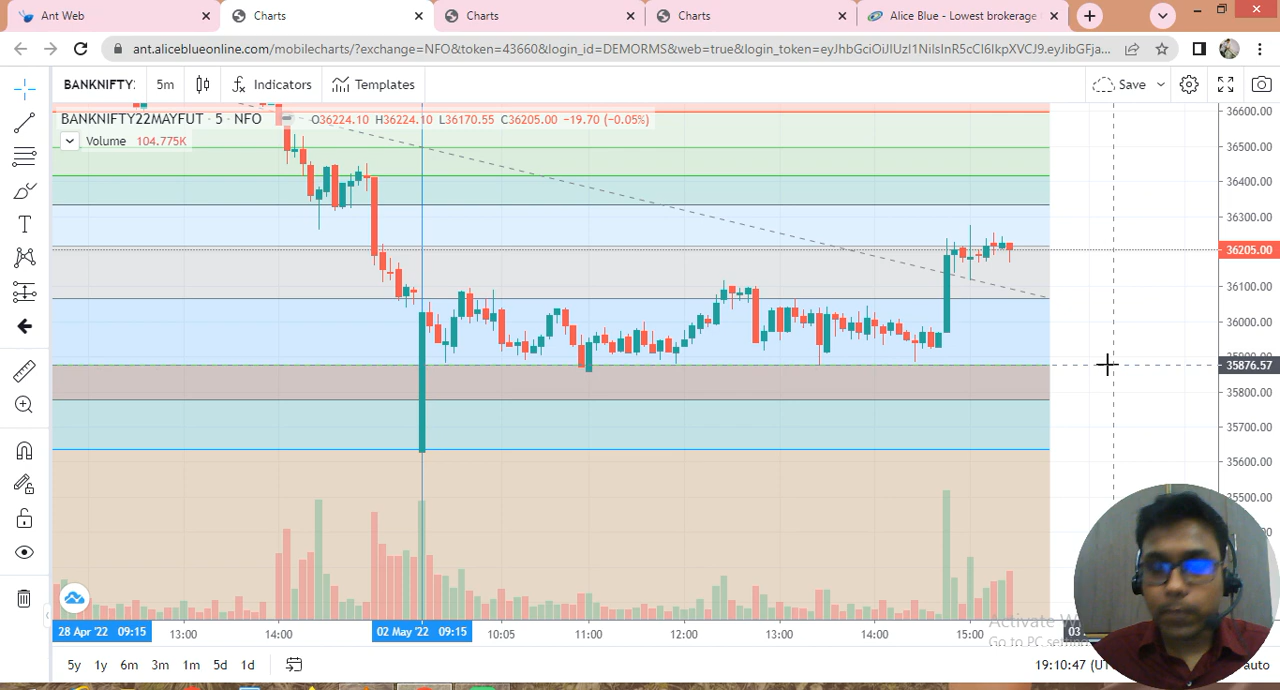 Ant Web
Charts
Charts
Charts
Alice Blue - Lowest brokerage
ant.aliceblueonline.com/mobilecharts/?exchange=NFO&token=43660&login_id=DEMORMS&web=true&login_token=
BANKNIFTY:
5m
Indicators
Templates
Save
BANKNIFTY22MAYFUT · 5 · NFO O36224.10 H36224.10 L36170.55 C36205.00 −19.70 (−0.05%)
Volume 104.775K
36600.00
36500.00
36400.00
36300.00
36205.00
36100.00
36000.00
35876.57
35800.00
35700.00
35600.00
35500.00
28 Apr '22 09:15
13:00
14:00
02 May '22 09:15
10:05
11:00
12:00
13:00
14:00
15:00
03
Activate
Go to PC
5y
1y
6m
3m
1m
5d
1d
19:10:47
auto